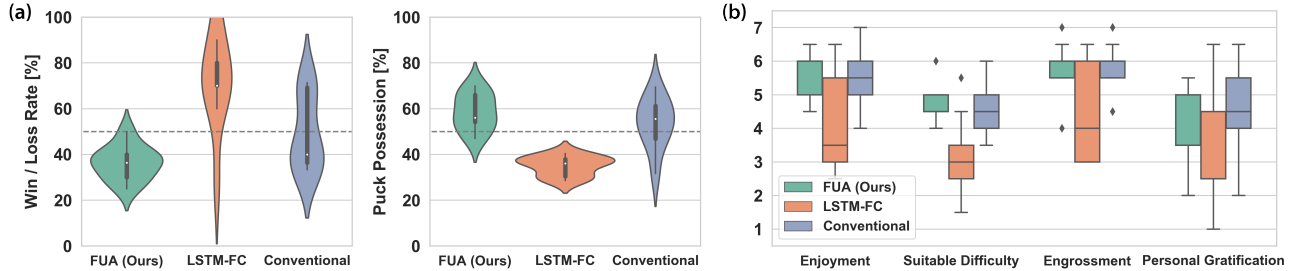 (a)
Win / Loss Rate [%]
100
80
60
40
20
0
FUA (Ours) LSTM-FC Conventional
Puck Possession [%]
100
80
60
40
20
0
FUA (Ours) LSTM-FC Conventional
(b)
7
6
5
4
3
2
1
FUA (Ours)
LSTM-FC
Conventional
Enjoyment Suitable Difficulty Engrossment Personal Gratification